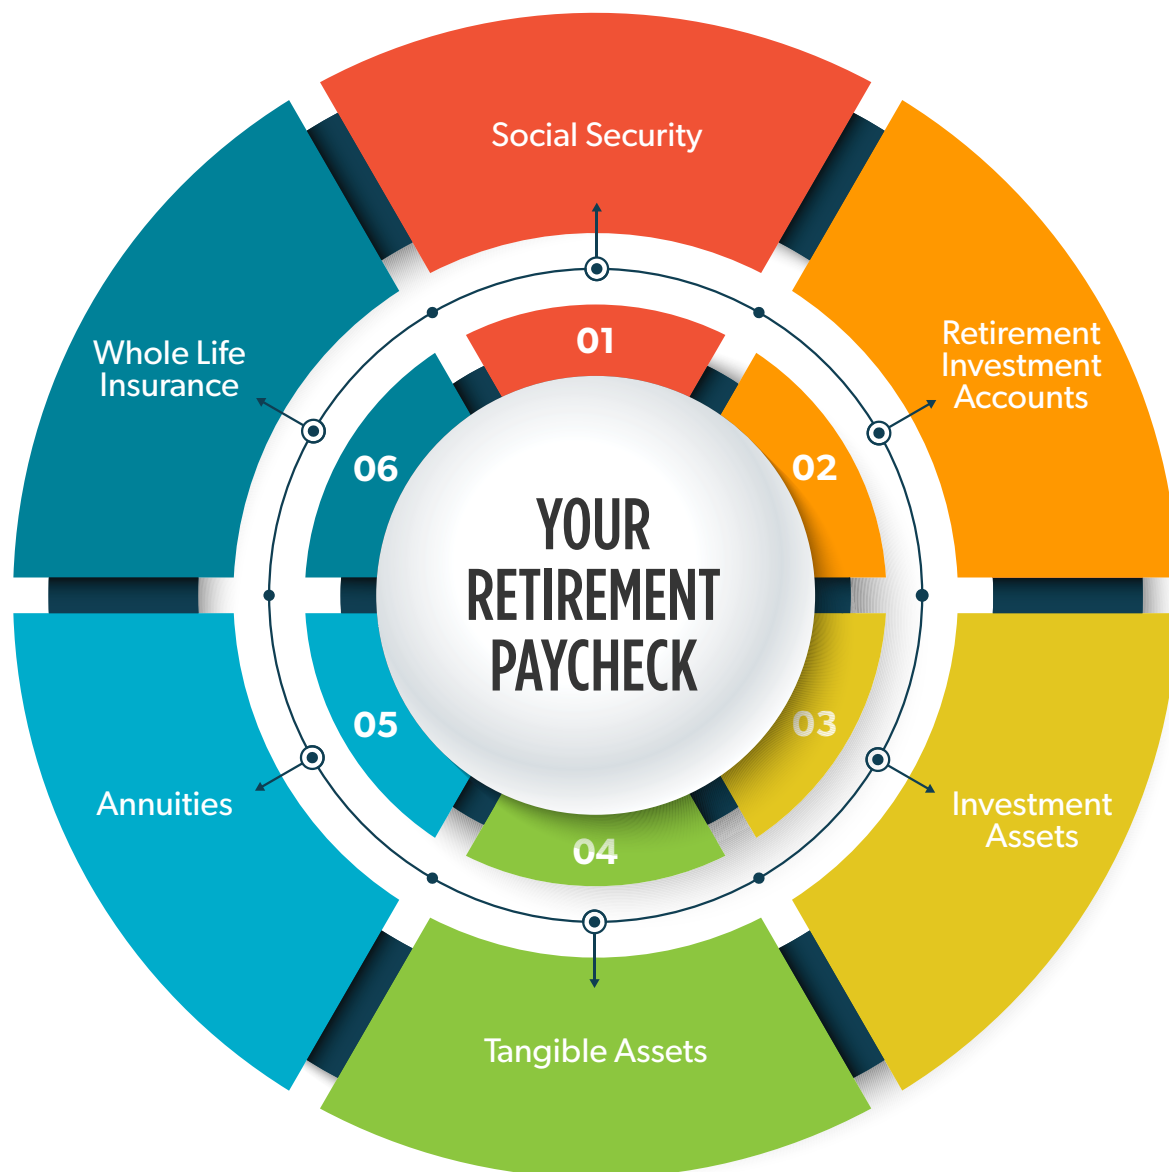 Social Security
01
Retirement
Investment
Accounts
02
Investment
Assets
03
Tangible Assets
04
Annuities
05
Whole Life
Insurance
06
YOUR
RETIREMENT
PAYCHECK